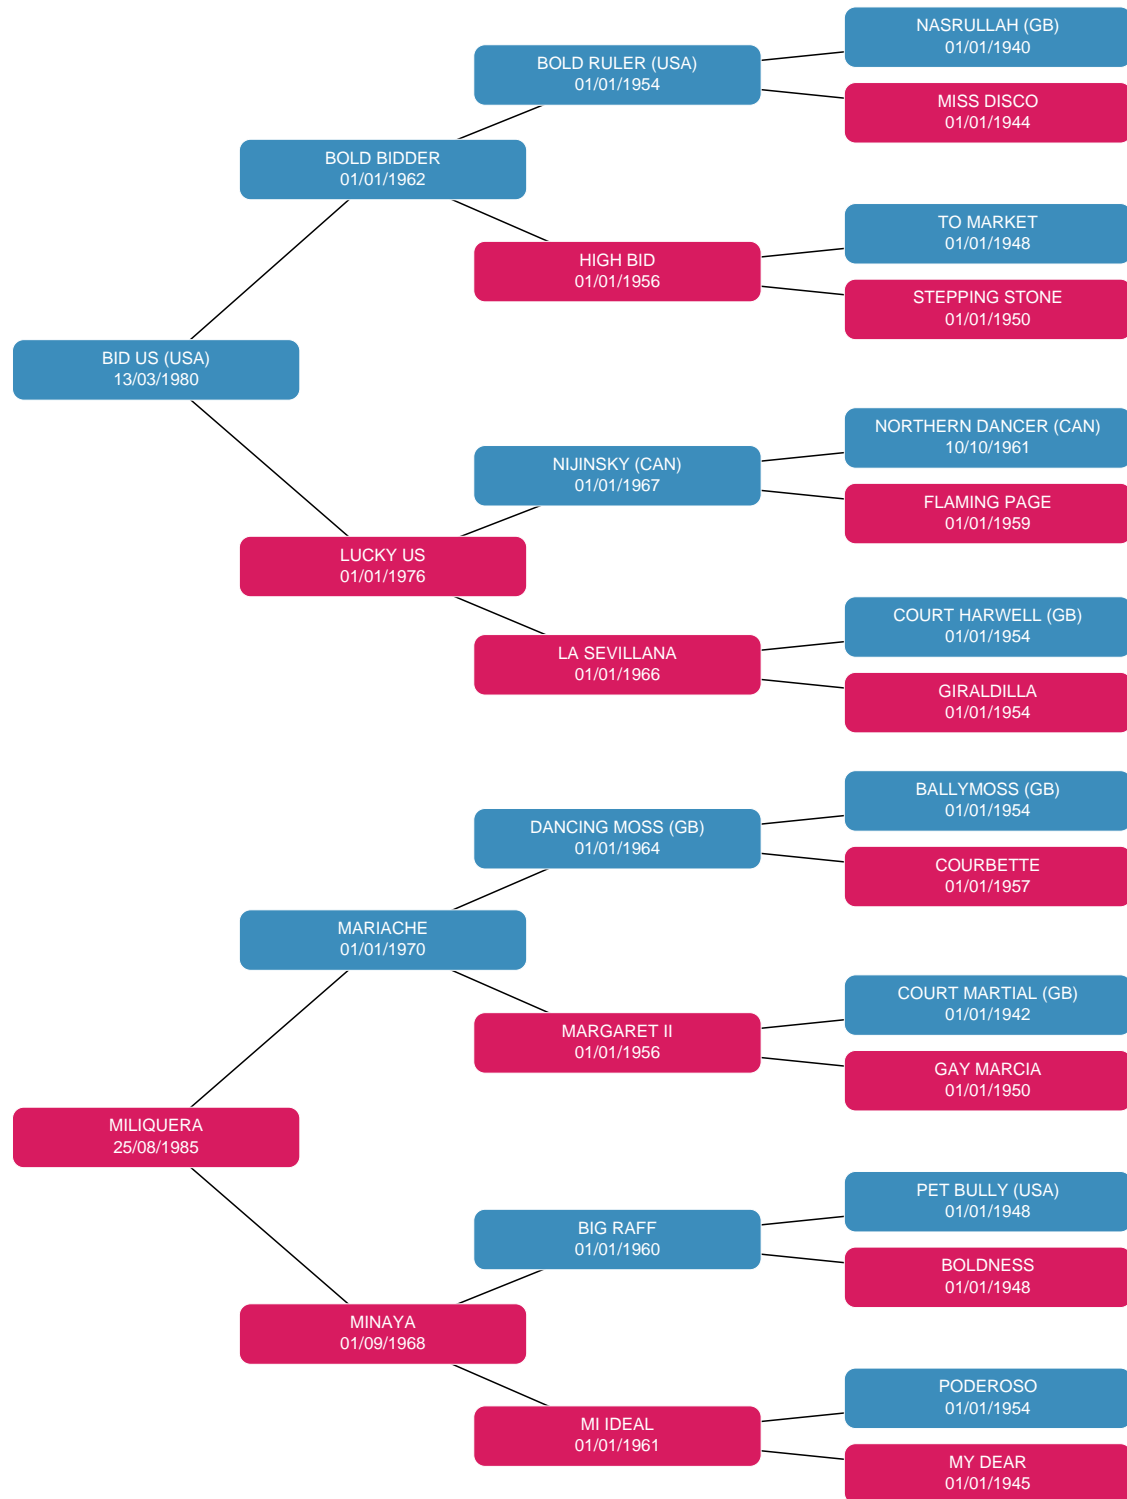 NASRULLAH (GB)
01/01/1940
BOLD RULER (USA)
01/01/1954
MISS DISCO
01/01/1944
BOLD BIDDER
01/01/1962
TO MARKET
01/01/1948
HIGH BID
01/01/1956
STEPPING STONE
01/01/1950
BID US (USA)
13/03/1980
NORTHERN DANCER (CAN)
10/10/1961
NIJINSKY (CAN)
01/01/1967
FLAMING PAGE
01/01/1959
LUCKY US
01/01/1976
COURT HARWELL (GB)
01/01/1954
LA SEVILLANA
01/01/1966
GIRALDILLA
01/01/1954
BALLYMOSS (GB)
01/01/1954
DANCING MOSS (GB)
01/01/1964
COURBETTE
01/01/1957
MARIACHE
01/01/1970
COURT MARTIAL (GB)
01/01/1942
MARGARET II
01/01/1956
GAY MARCIA
01/01/1950
MILIQUERA
25/08/1985
PET BULLY (USA)
01/01/1948
BIG RAFF
01/01/1960
BOLDNESS
01/01/1948
MINAYA
01/09/1968
PODEROSO
01/01/1954
MI IDEAL
01/01/1961
MY DEAR
01/01/1945